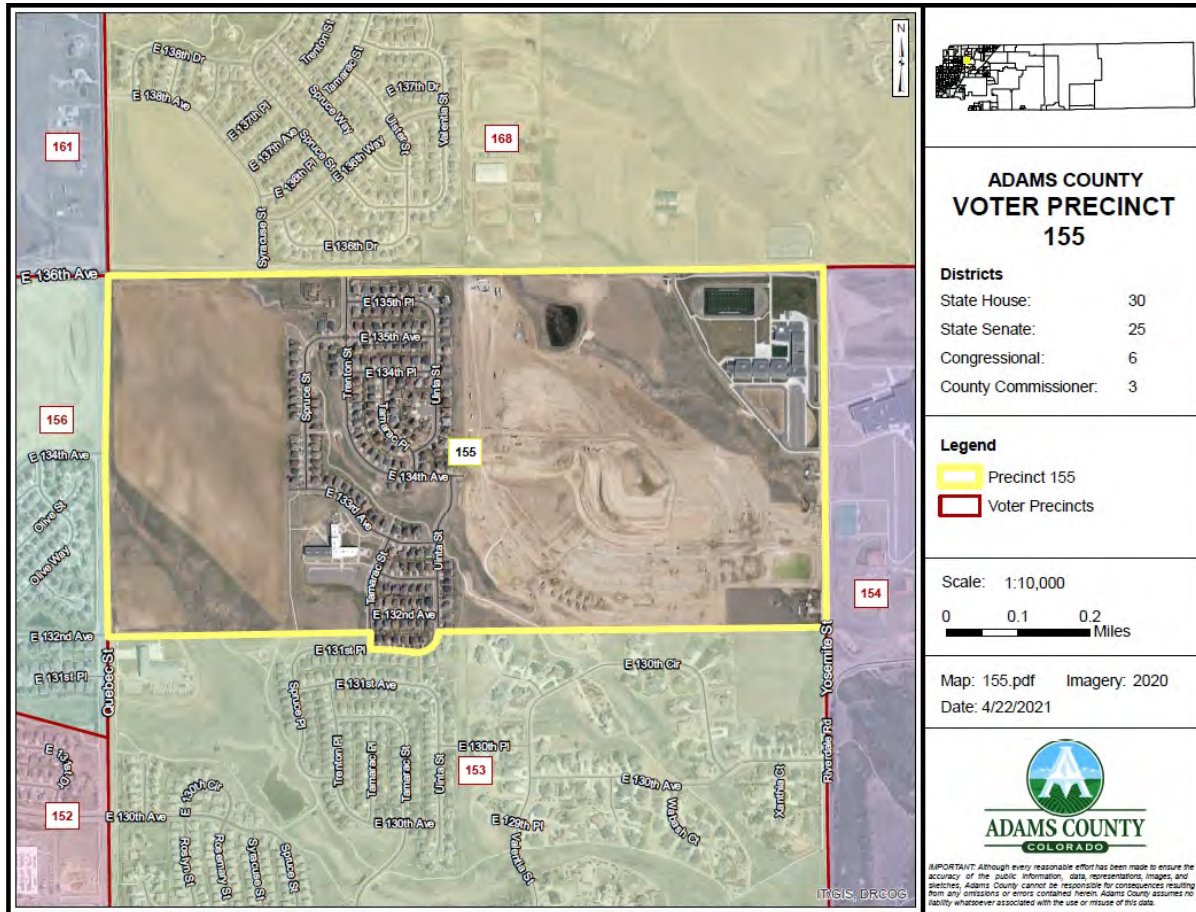 E 138th Dr
E 138th Ave
Trenton St
Tamarac St
E 137th Dr
Valentia St
E 137th Pl
Spruce Way
Ulster St
E 137th Ave
Spruce St
E 136th Way
E 136th Pl
Syracuse St
E 136th Dr
161
168
N
E 136th Ave
E 135th Pl
E 135th Ave
Trenton St
E 134th Pl
Uinta St
Spruce St
Tamarac Pl
156
155
E 134th Ave
E 134th Ave
Olive St
Olive Way
E 133rd Ave
Uinta St
Tamarac St
154
E 132nd Ave
E 132nd Ave
E 131st Pl
Quebec St
Yosemite St
E 131st Pl
E 130th Cir
E 131st Ave
Spruce Pl
Trenton Pl
Tamarac Pl
Tamarac St
Uinta St
E 130th Pl
153
E 130th Ave
Riverdale Rd
Xanthia Ct
Wabash Ct
E 131st Dr
152
E 130th Cir
E 130th Ave
E 130th Ave
E 129th Pl
Valentia St
Roslyn St
Rosemary St
Syracuse St
Spruce St
IT/GIS, DRCOG
ADAMS COUNTY
VOTER PRECINCT
155
Districts
State House: 30
State Senate: 25
Congressional: 6
County Commissioner: 3
Legend
Precinct 155
Voter Precincts
Scale: 1:10,000
0 0.1 0.2
Miles
Map: 155.pdf Imagery: 2020
Date: 4/22/2021
ADAMS COUNTY
COLORADO
IMPORTANT: Although every reasonable effort has been made to ensure the
accuracy of the public information, data, representations, images, and
sketches, Adams County cannot be responsible for consequences resulting
from any omissions or errors contained herein. Adams County assumes no
liability whatsoever associated with the use or misuse of this data.